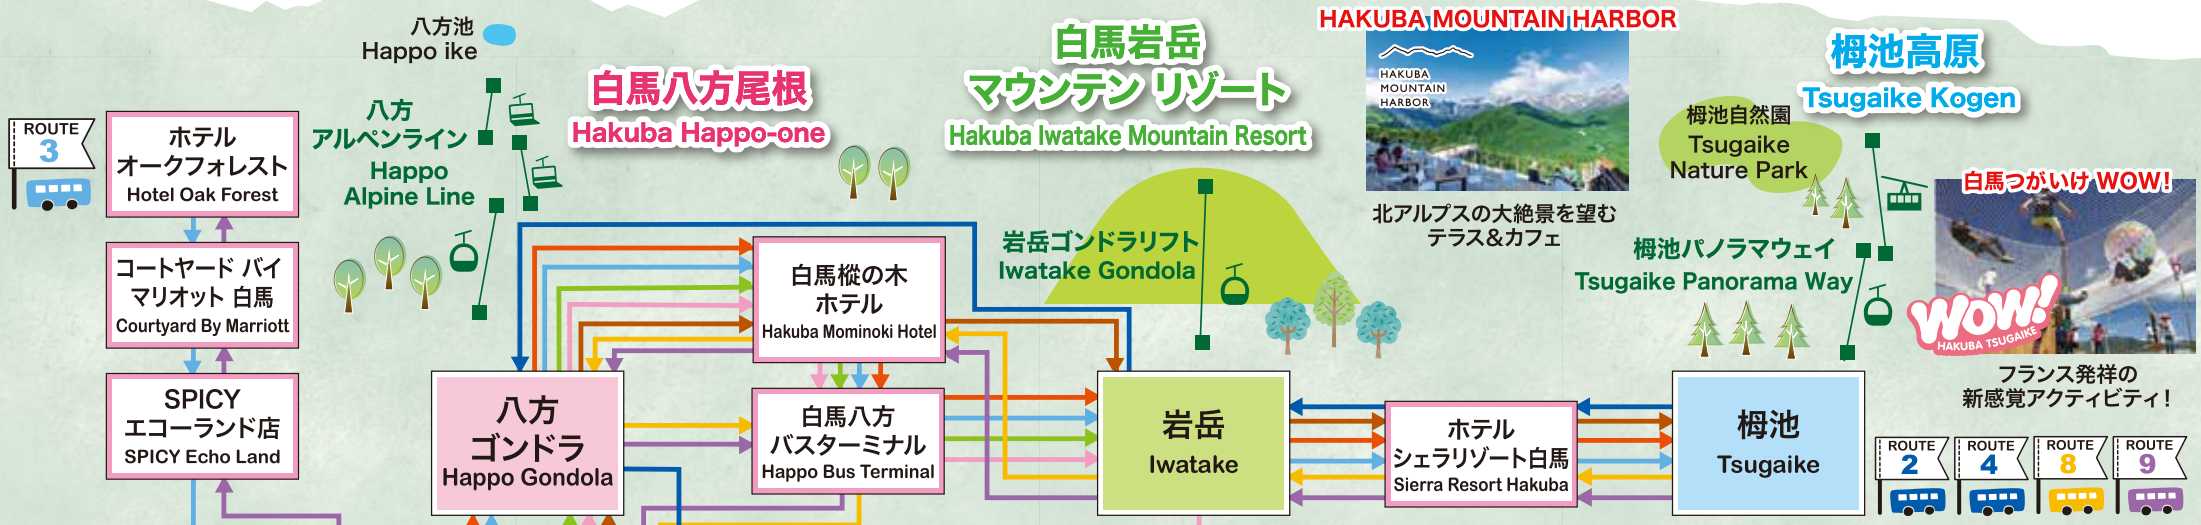 八方池
Happo ike
八方
アルペンライン
Happo
Alpine Line
白馬八方尾根
Hakuba Happo-one
白馬岩岳
マウンテン リゾート
Hakuba Iwatake Mountain Resort
HAKUBA MOUNTAIN HARBOR
HAKUBA
MOUNTAIN
HARBOR
北アルプスの大絶景を望む
テラス&カフェ
栂池高原
Tsugaike Kogen
栂池自然園
Tsugaike
Nature Park
白馬つがいけ WOW!
WOW!
HAKUBA TSUGAIKE
フランス発祥の
新感覚アクティビティ!
岩岳ゴンドラリフト
Iwatake Gondola
栂池パノラマウェイ
Tsugaike Panorama Way
ROUTE
3
ホテル
オークフォレスト
Hotel Oak Forest
コートヤード バイ
マリオット 白馬
Courtyard By Marriott
SPICY
エコーランド店
SPICY Echo Land
八方
ゴンドラ
Happo Gondola
白馬樅の木
ホテル
Hakuba Mominoki Hotel
白馬八方
バスターミナル
Happo Bus Terminal
岩岳
Iwatake
ホテル
シェラリゾート白馬
Sierra Resort Hakuba
栂池
Tsugaike
ROUTE
2
ROUTE
4
ROUTE
8
ROUTE
9